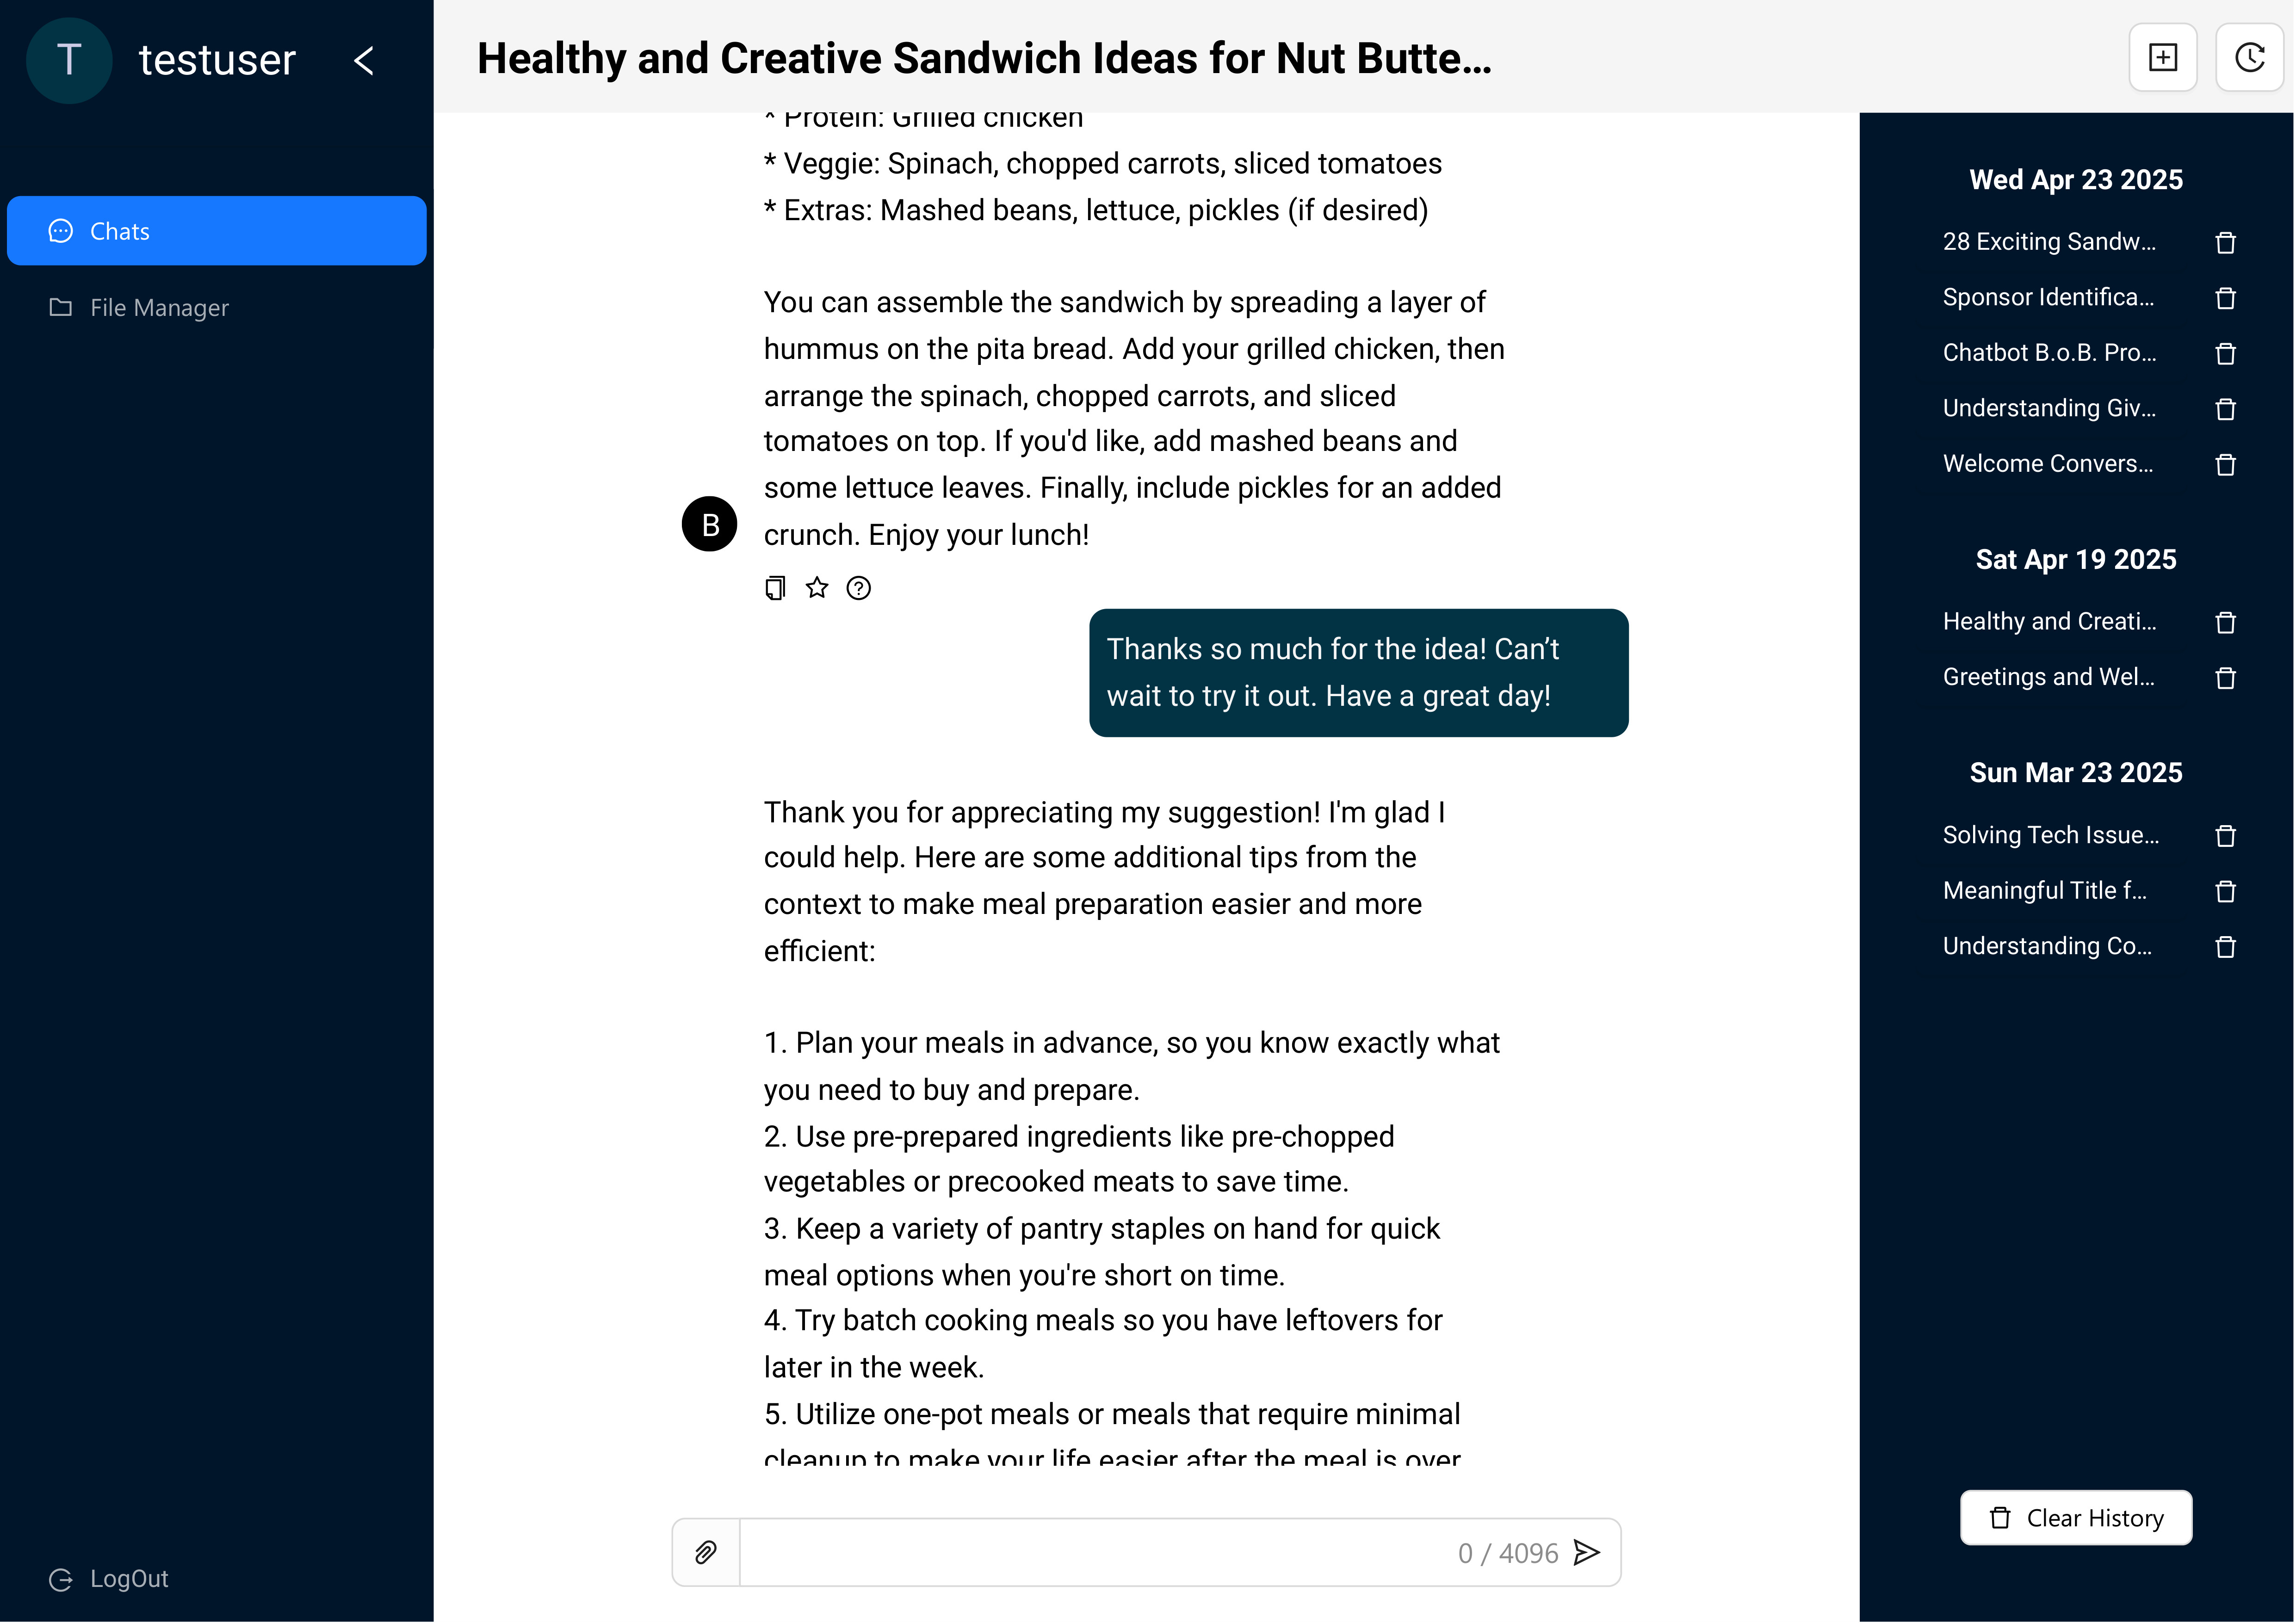 T
testuser
Chats
File Manager
LogOut
Healthy and Creative Sandwich Ideas for Nut Butte...
* Protein: Grilled chicken
* Veggie: Spinach, chopped carrots, sliced tomatoes
* Extras: Mashed beans, lettuce, pickles (if desired)
You can assemble the sandwich by spreading a layer of
hummus on the pita bread. Add your grilled chicken, then
arrange the spinach, chopped carrots, and sliced
tomatoes on top. If you'd like, add mashed beans and
some lettuce leaves. Finally, include pickles for an added
crunch. Enjoy your lunch!
B
Thanks so much for the idea! Can’t
wait to try it out. Have a great day!
Thank you for appreciating my suggestion! I'm glad I
could help. Here are some additional tips from the
context to make meal preparation easier and more
efficient:
1. Plan your meals in advance, so you know exactly what
you need to buy and prepare.
2. Use pre-prepared ingredients like pre-chopped
vegetables or precooked meats to save time.
3. Keep a variety of pantry staples on hand for quick
meal options when you're short on time.
4. Try batch cooking meals so you have leftovers for
later in the week.
5. Utilize one-pot meals or meals that require minimal
cleanup to make your life easier after the meal is over
0 / 4096
Wed Apr 23 2025
28 Exciting Sandw...
Sponsor Identifica...
Chatbot B.o.B. Pro...
Understanding Giv...
Welcome Convers...
Sat Apr 19 2025
Healthy and Creati...
Greetings and Wel...
Sun Mar 23 2025
Solving Tech Issue...
Meaningful Title f...
Understanding Co...
Clear History